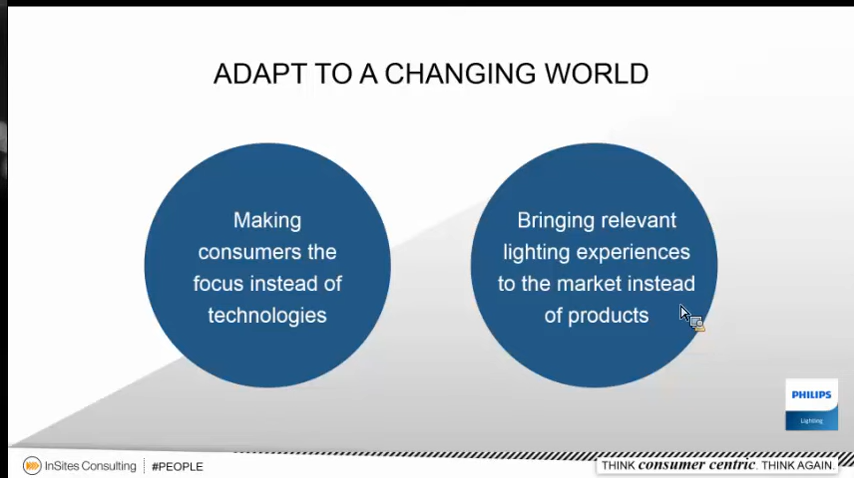 ADAPT TO A CHANGING WORLD
Making
consumers the
focus instead of
technologies
Bringing relevant
lighting experiences
to the market instead
of products
PHILIPS
Lighting
InSites Consulting
#PEOPLE
THINK consumer centric. THINK AGAIN.